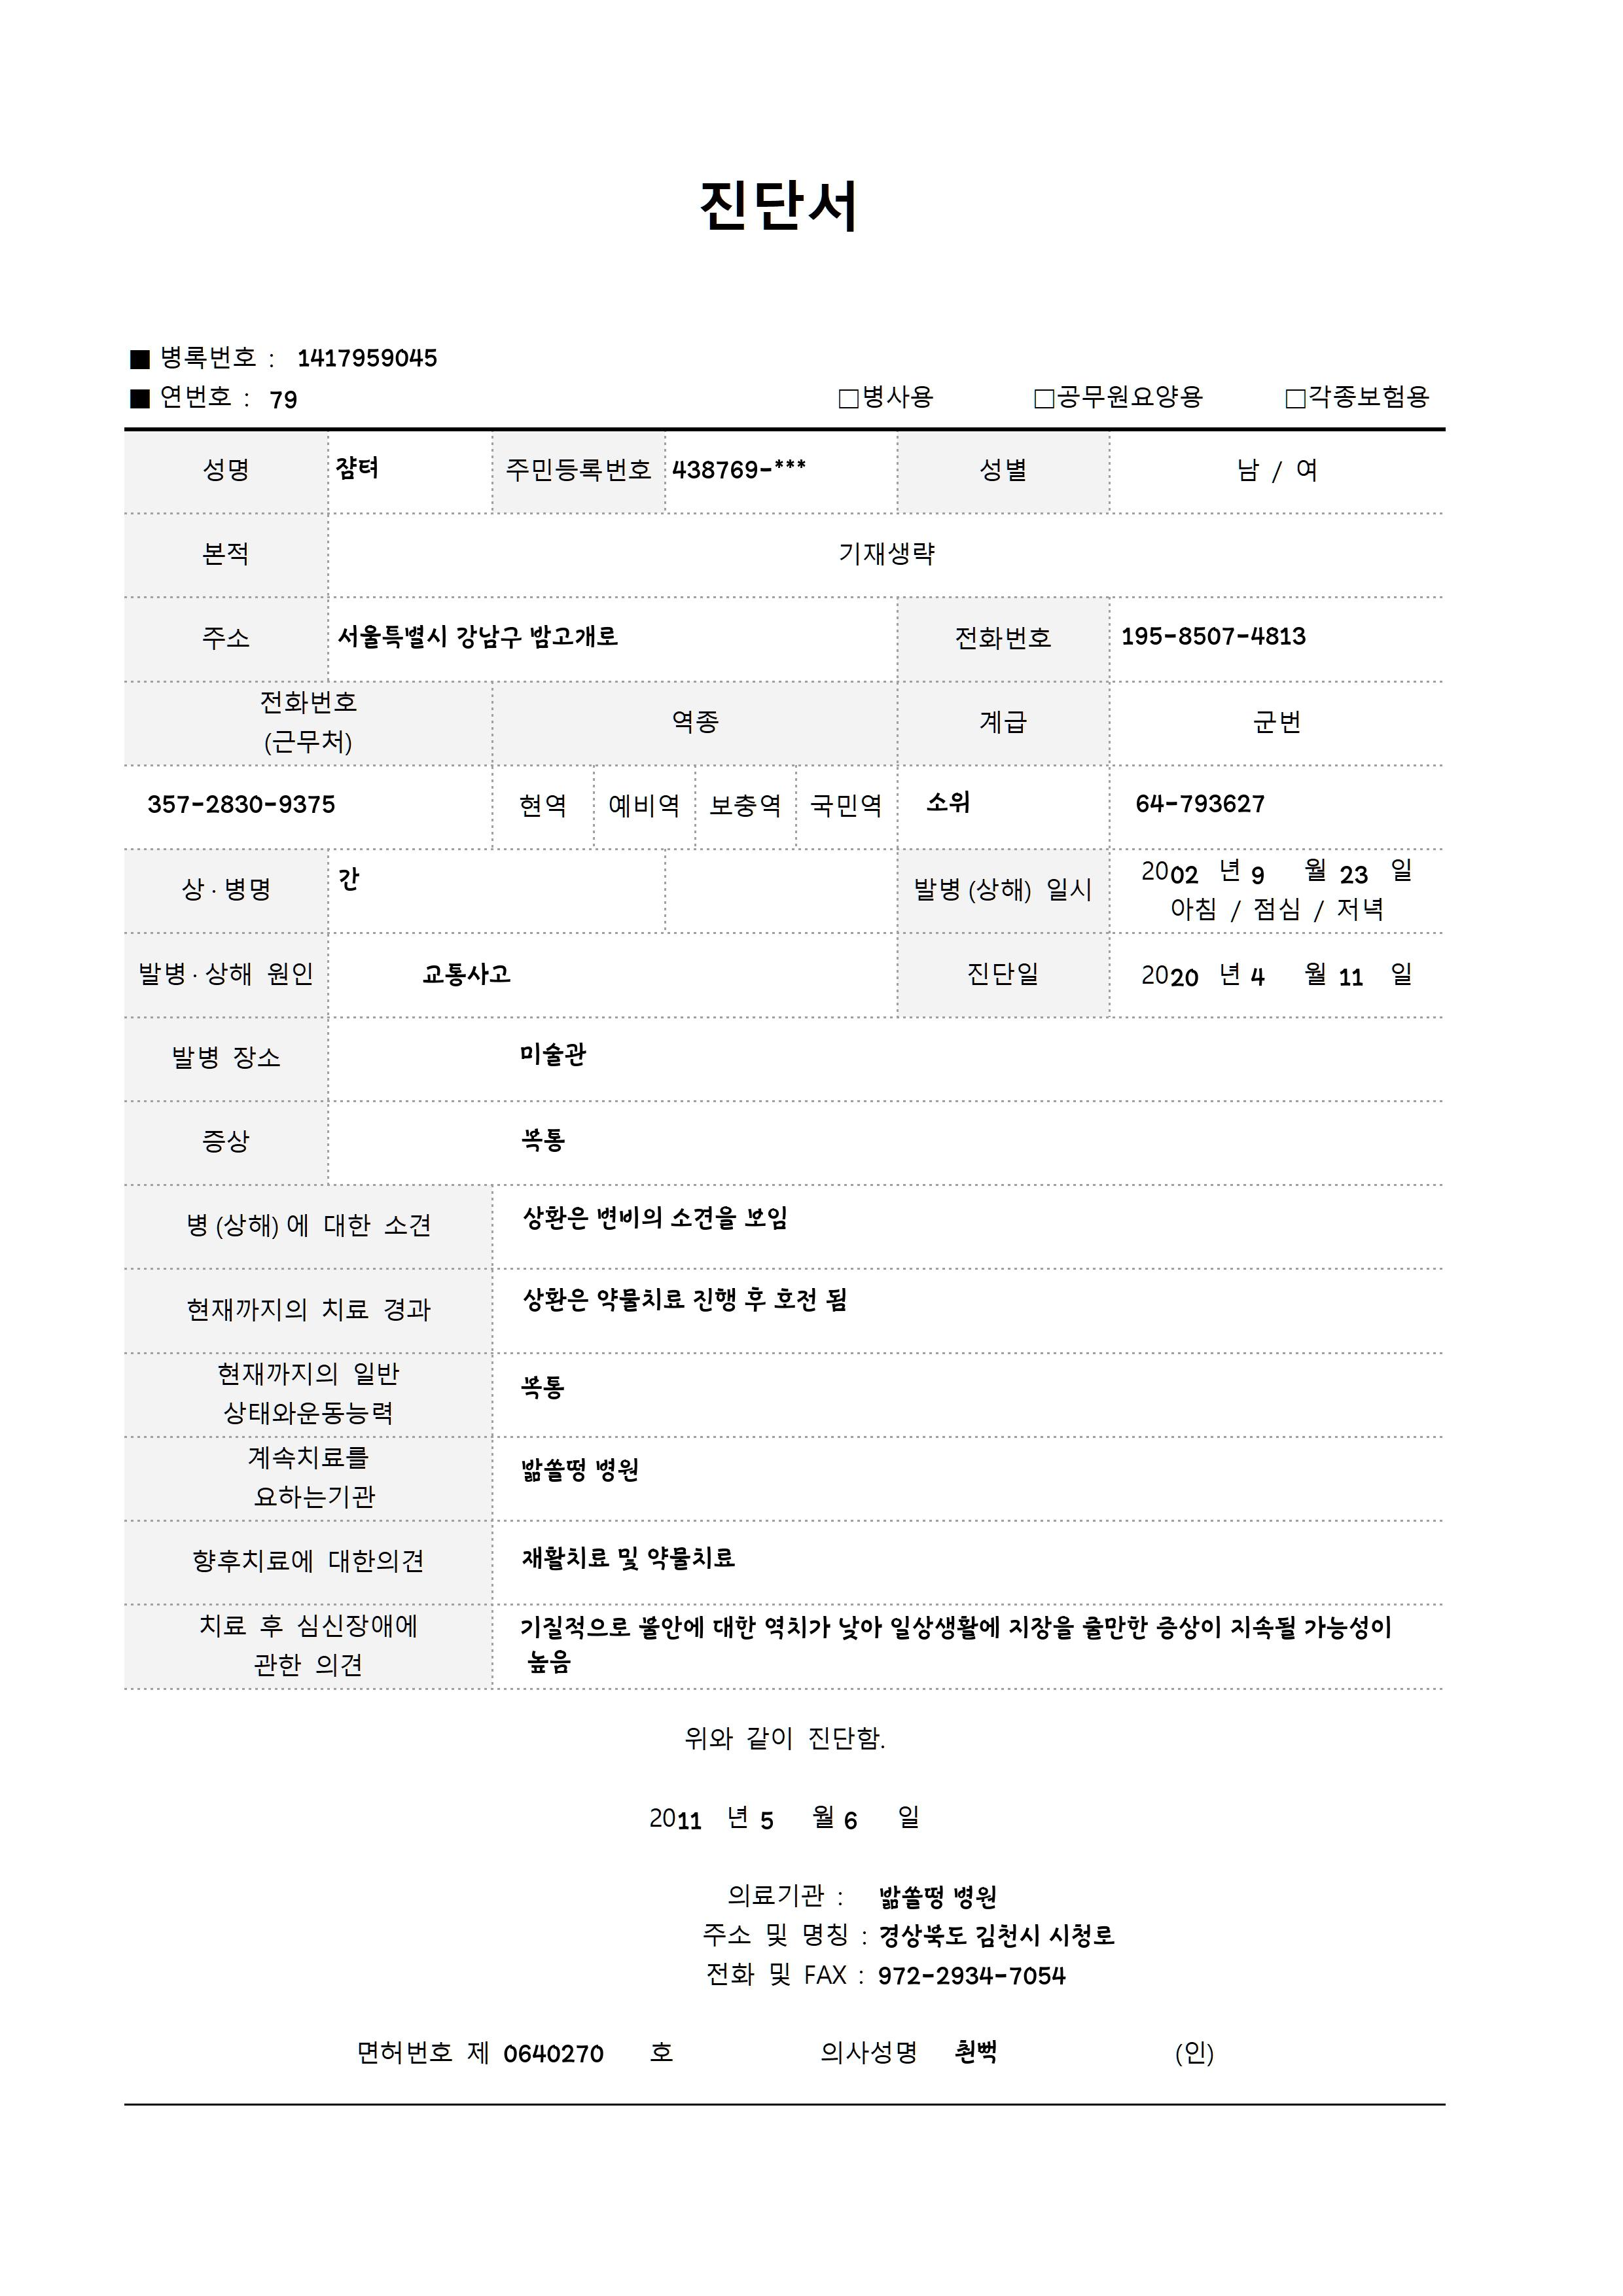 진단서
■ 병록번호 : 1417959045
■ 연번호 : 79 □병사용 □공무원요양용 □각종보험용
성명 쟘터 주민등록번호 438769-*** 성별 남 / 여
본적 기재생략
주소 서울특별시 강남구 밤고개로 전화번호 195-8507-4813
전화번호
(근무처) 역종 계급 군번
357-2830-9375 현역 예비역 보충역 국민역 소위 64-793627
상·병명 간 발병(상해) 일시 2002 년 9 월 23 일
아침 / 점심 / 저녁
발병·상해 원인 교통사고 진단일 2020 년 4 월 11 일
발병 장소 미술관
증상 복통
병(상해)에 대한 소견 상환은 변비의 소견을 보임
현재까지의 치료 경과 상환은 약물치료 진행 후 호전 됨
현재까지의 일반
상태와운동능력 복통
계속치료를
요하는기관 밞쏠떵 병원
향후치료에 대한의견 재활치료 및 약물치료
치료 후 심신장애에
관한 의견
기질적으로 불안에 대한 역치가 낮아 일상생활에 지장을 줄만한 증상이 지속될 가능성이
높음
위와 같이 진단함.
2011 년 5 월 6 일
의료기관 : 밞쏠떵 병원
주소 및 명칭 : 경상북도 김천시 시청로
전화 및 FAX : 972-2934-7054
면허번호 제 0640270 호 의사성명 췬뻑 (인)